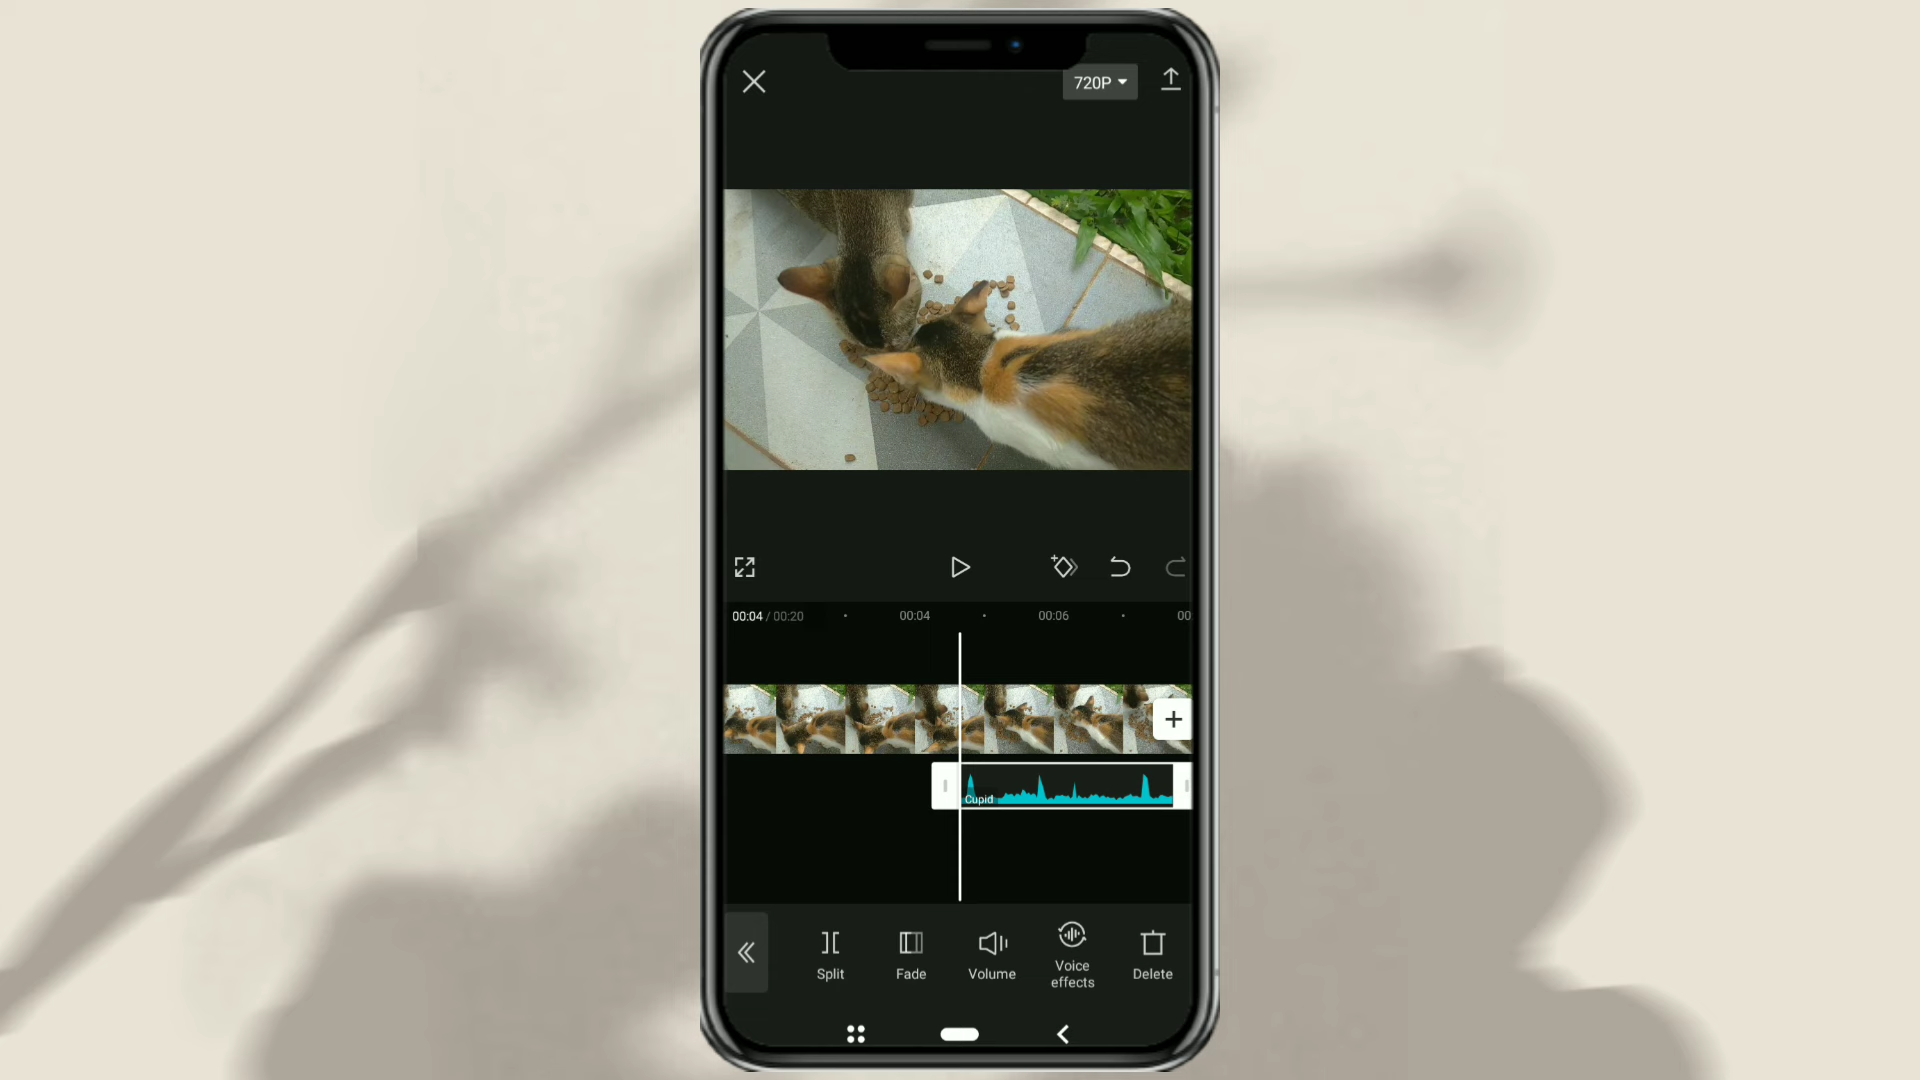 720P
00:04 / 00:20
00:04
00:06
00
Cupid
Split
Fade
Volume
Voice
effects
Delete